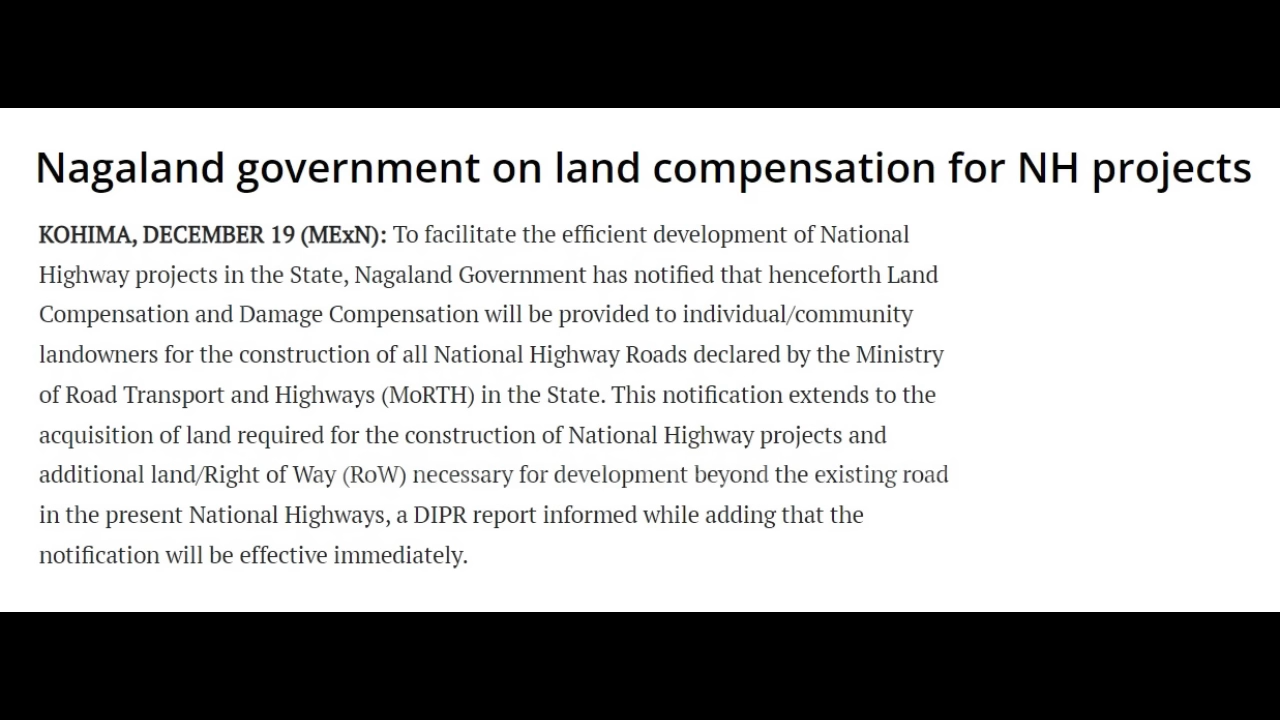 Nagaland government on land compensation for NH projects
KOHIMA, DECEMBER 19 (MExN): To facilitate the efficient development of National
Highway projects in the State, Nagaland Government has notified that henceforth Land
Compensation and Damage Compensation will be provided to individual/community
landowners for the construction of all National Highway Roads declared by the Ministry
of Road Transport and Highways (MoRTH) in the State. This notification extends to the
acquisition of land required for the construction of National Highway projects and
additional land/Right of Way (RoW) necessary for development beyond the existing road
in the present National Highways, a DIPR report informed while adding that the
notification will be effective immediately.